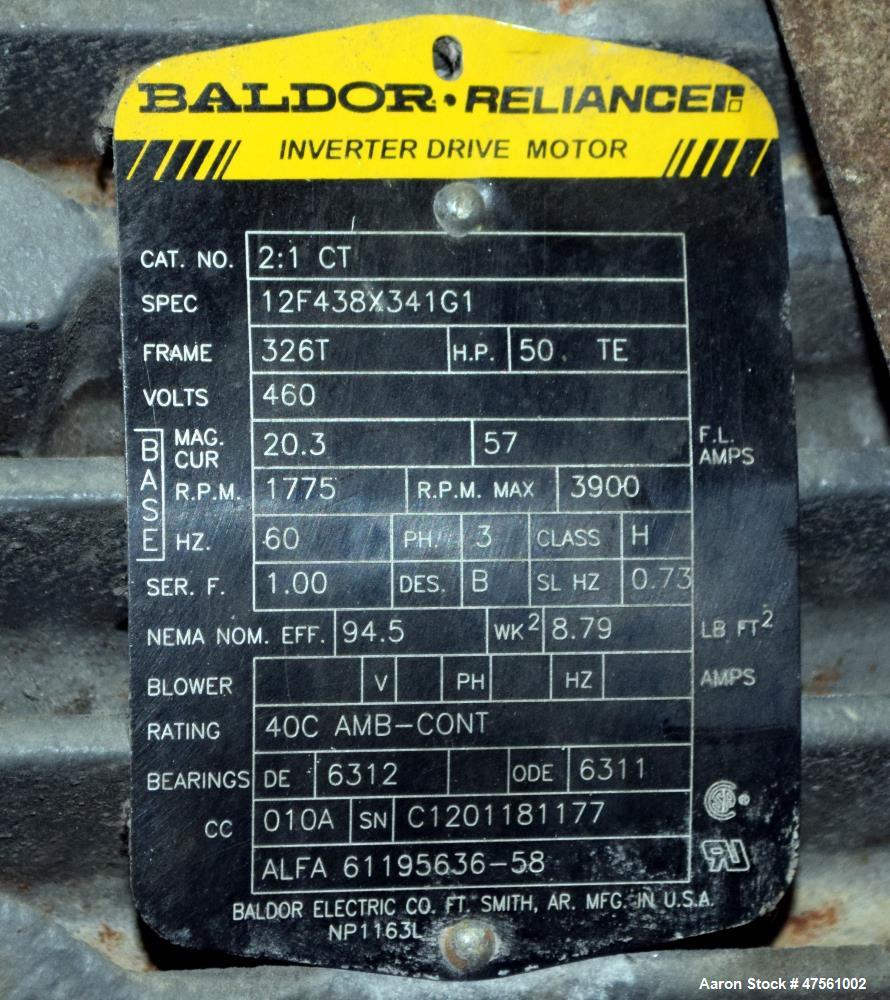 BALDOR • RELIANCE
INVERTER DRIVE MOTOR
CAT. NO. 2:1 CT
SPEC 12F438X341G1
FRAME 326T H.P. 50 TE
VOLTS 460
BASE
MAG. CUR 20.3 57 F.L. AMPS
R.P.M. 1775 R.P.M. MAX 3900
HZ. 60 PH. 3 CLASS H
SER. F. 1.00 DES. B SL HZ 0.73
NEMA NOM. EFF. 94.5 WK² 8.79 LB FT²
BLOWER V PH HZ AMPS
RATING 40C AMB-CONT
BEARINGS DE 6312 ODE 6311
CC 010A SN C1201181177
ALFA 61195636-58
BALDOR ELECTRIC CO. FT. SMITH, AR. MFG. IN U.S.A.
NP1163L
Aaron Stock # 47561002